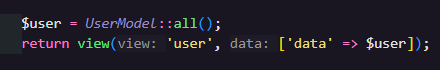 $user = UserModel::all();
return view(view: 'user', data: ['data' => $user]);